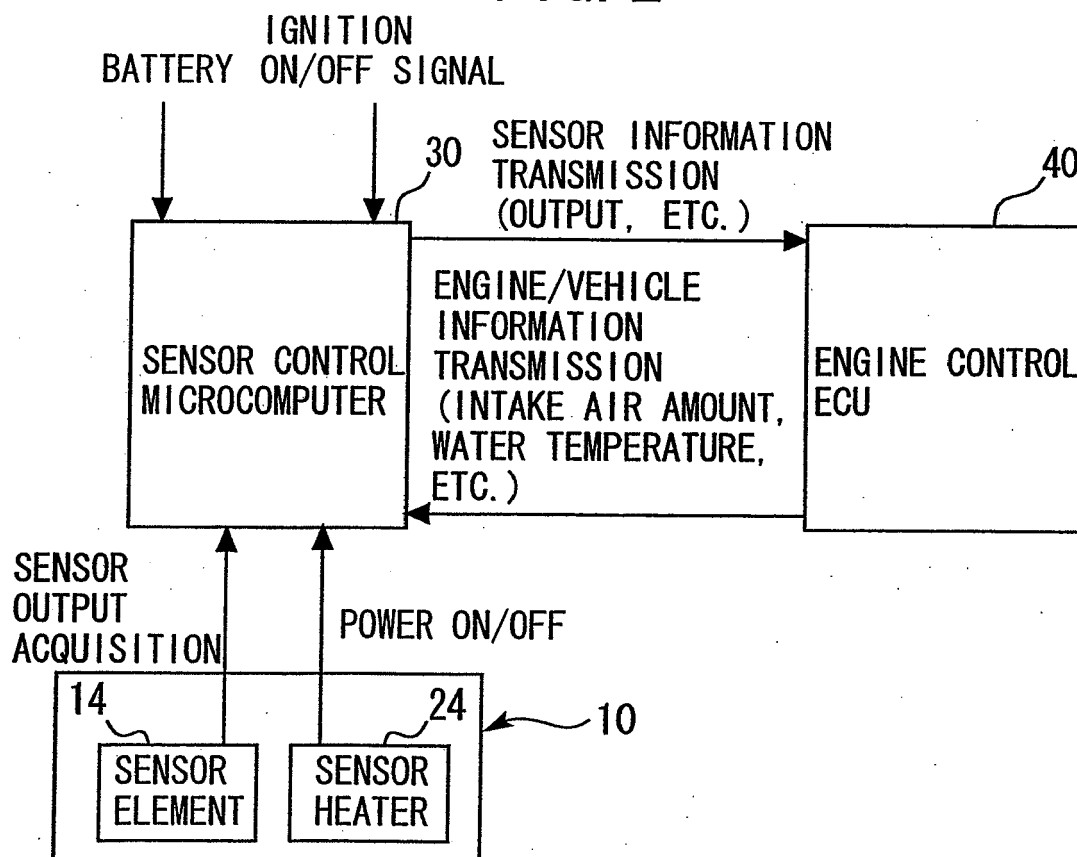 IGNITION
BATTERY ON/OFF SIGNAL
30
SENSOR INFORMATION
TRANSMISSION
(OUTPUT, ETC.)
40
SENSOR CONTROL
MICROCOMPUTER
ENGINE/VEHICLE
INFORMATION
TRANSMISSION
(INTAKE AIR AMOUNT,
WATER TEMPERATURE,
ETC.)
ENGINE CONTROL
ECU
SENSOR
OUTPUT
ACQUISITION
POWER ON/OFF
14
24
10
SENSOR
ELEMENT
SENSOR
HEATER